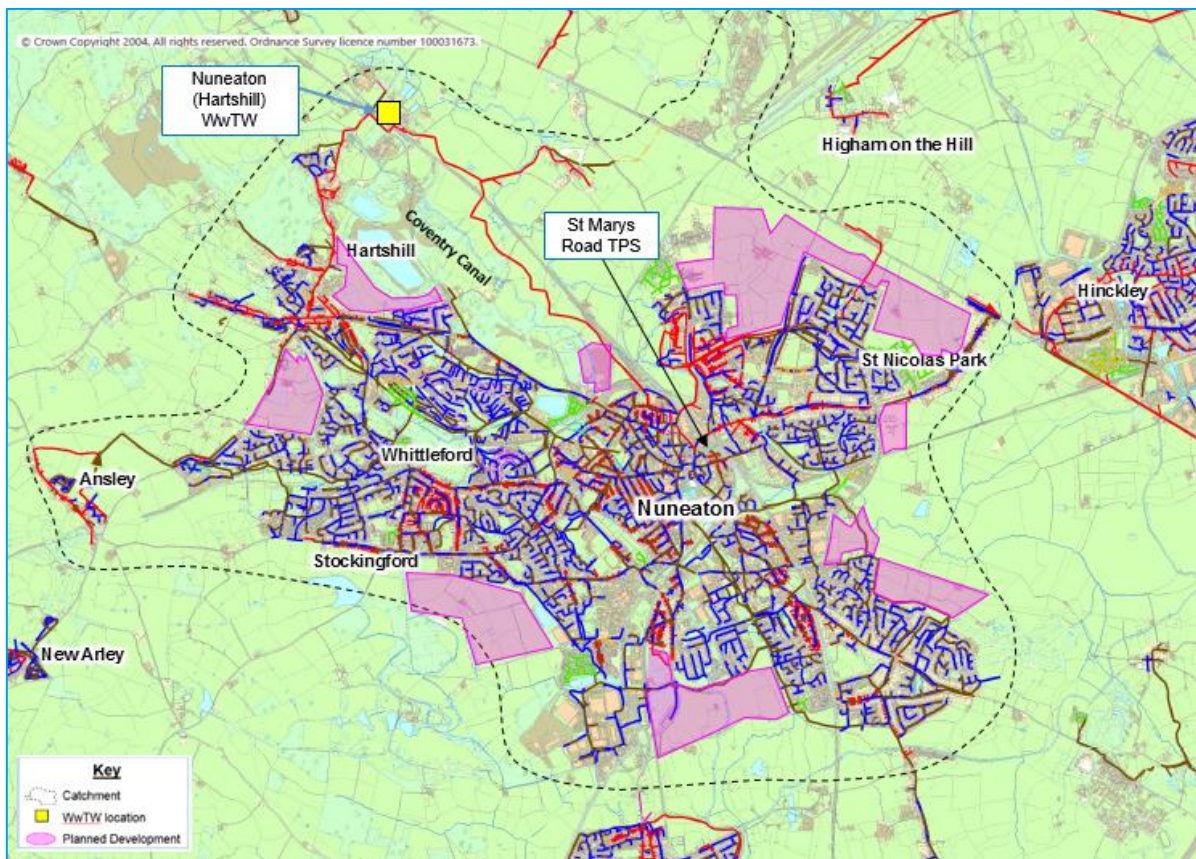 © Crown Copyright 2004. All rights reserved. Ordnance Survey licence number 100031673.
Nuneaton
(Hartshill)
WwTW
Higham on the Hill
St Marys
Road TPS
Hartshill
Coventry Canal
Hinckley
St Nicolas Park
Whittleford
Ansley
Nuneaton
Stockingford
New Arley
Key
Catchment
WwTW location
Planned Development